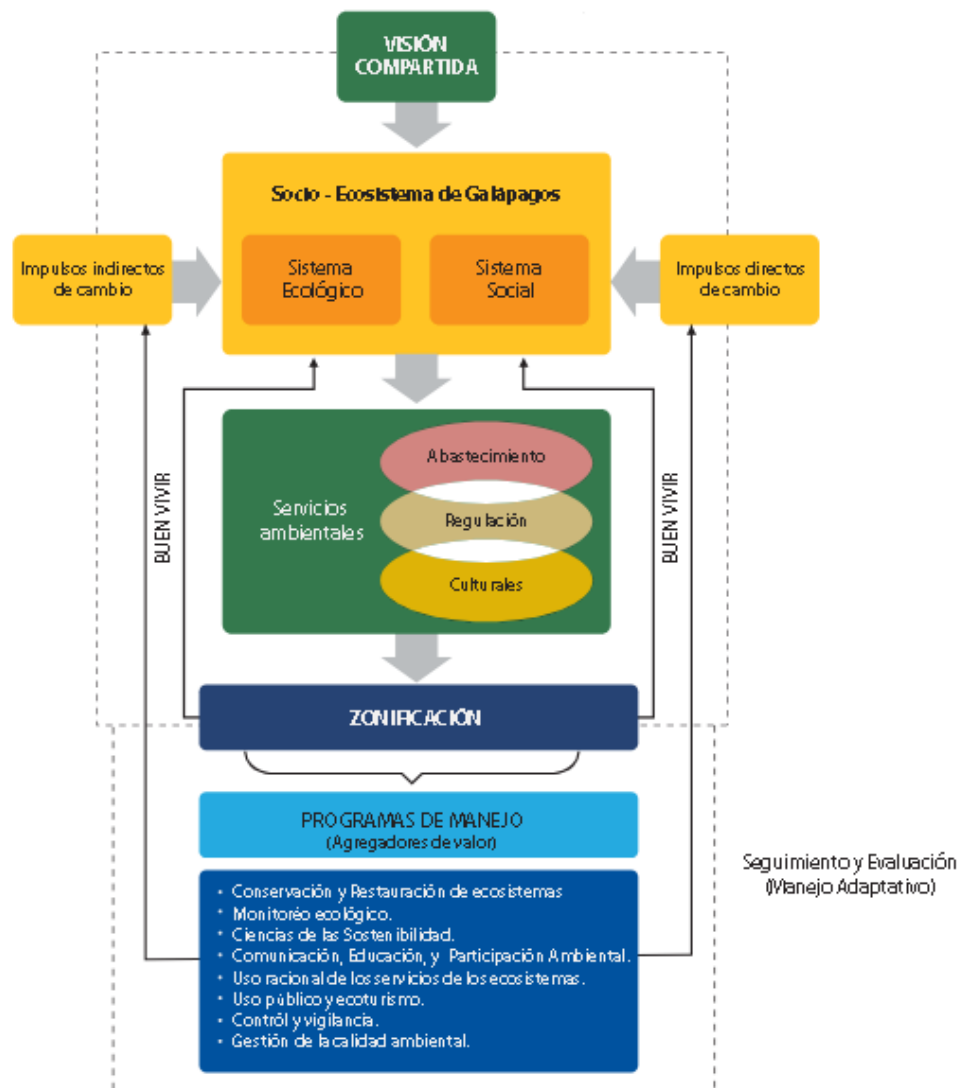 VISIÓN
COMPARTIDA
Socio - Ecosistema de Galápagos
Impulsos indirectos
de cambio
Sistema
Ecológico
Sistema
Social
Impulsos directos
de cambio
BUEN VIVIR
Servicios
ambientales
Abastecimiento
Regulación
Culturales
BUEN VIVIR
ZONIFICACIÓN
PROGRAMAS DE MANEJO
(Agregadores de valor)
Seguimiento y Evaluación
(Manejo Adaptativo)
• Conservación y Restauración de ecosistemas
• Monitoréo ecológico.
• Ciencias de las Sostenibilidad.
• Comunicación, Educación, y Participación Ambiental.
• Uso racional de los servicios de los ecosistemas.
• Uso público y ecoturismo.
• Contról y vigilancia.
• Gestión de la calidad ambiental.